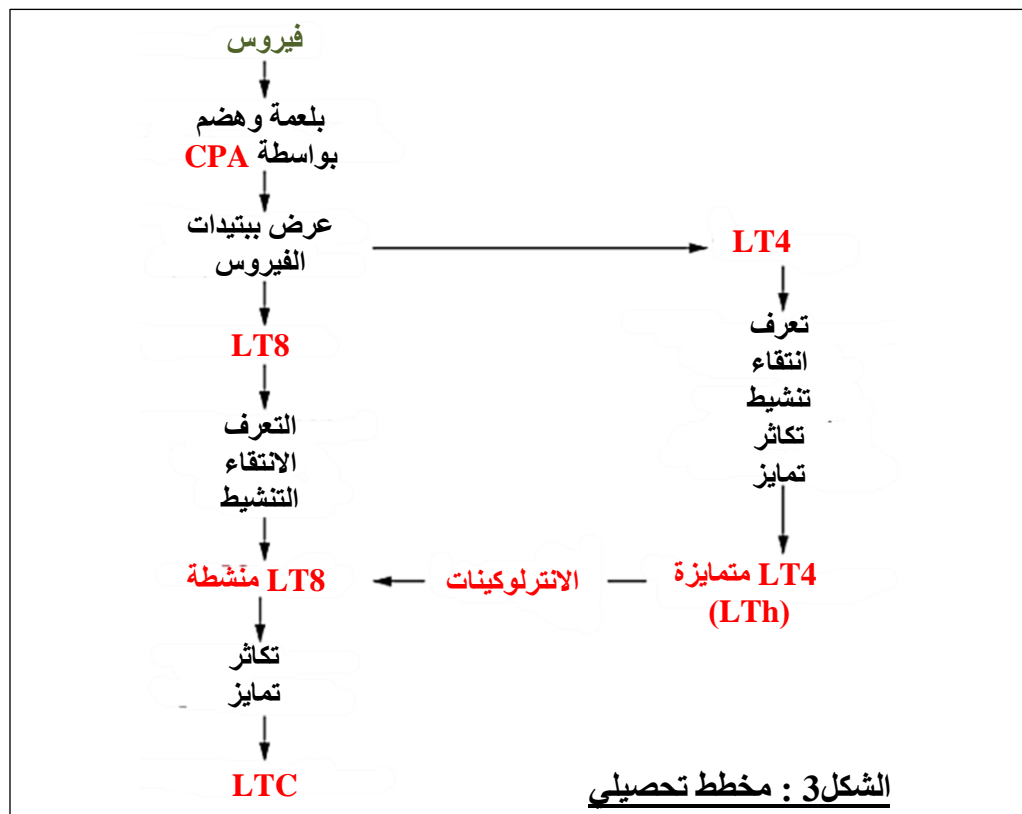 فيروس
بلعمة وهضم
بواسطة CPA
عرض ببتيدات
الفيروس
LT4
LT8
تعرف
انتقاء
تنشيط
تكاثر
تمايز
التعرف
الانتقاء
التنشيط
LT4 متمايزة
(LTh)
الانترلوكينات
LT8 منشطة
تكاثر
تمايز
LTC
الشكل3 : مخطط تحصيلي